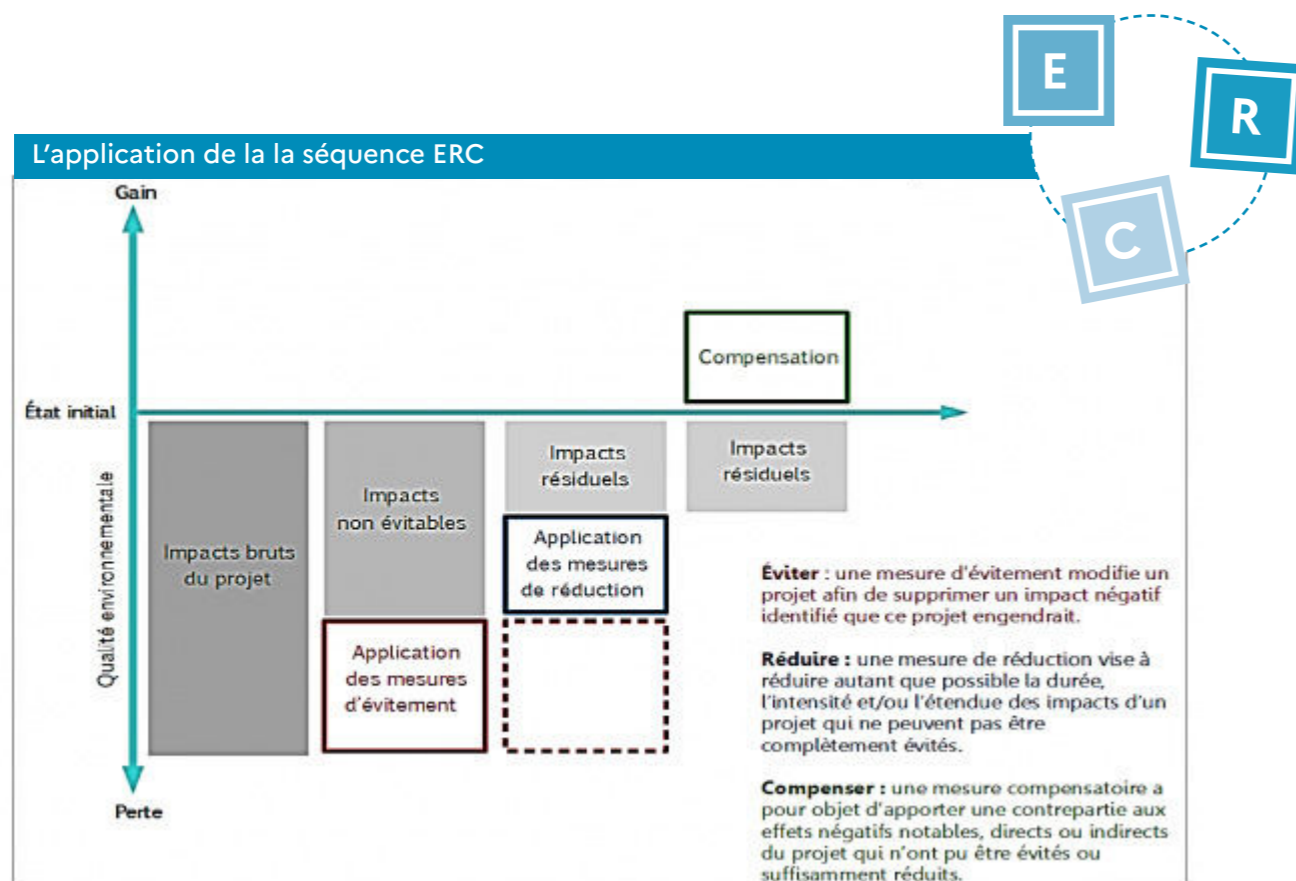 E
R
C
L'application de la la séquence ERC
Gain
État initial
Qualité environnementale
Perte
Impacts bruts
du projet
Impacts
non évitables
Application
des mesures
d'évitement
Impacts
résiduels
Application
des mesures
de réduction
Compensation
Impacts
résiduels
Éviter : une mesure d'évitement modifie un
projet afin de supprimer un impact négatif
identifié que ce projet engendrait.
Réduire : une mesure de réduction vise à
réduire autant que possible la durée,
l'intensité et/ou l'étendue des impacts d'un
projet qui ne peuvent pas être
complètement évités.
Compenser : une mesure compensatoire a
pour objet d'apporter une contrepartie aux
effets négatifs notables, directs ou indirects
du projet qui n'ont pu être évités ou
suffisamment réduits.